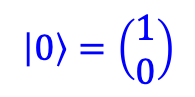 |0⟩ = (1
0)